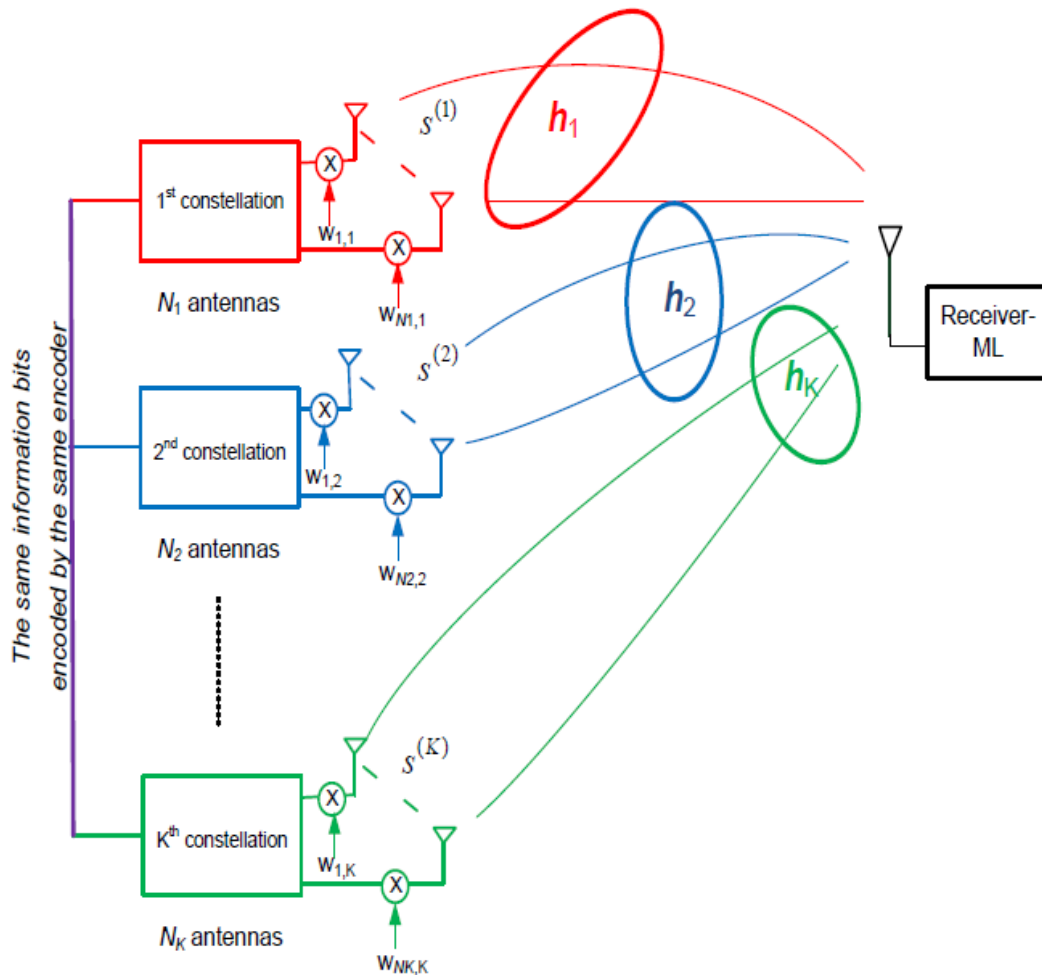 The same information bits
encoded by the same encoder
1st constellation
X
w1,1
X
wN1,1
N1 antennas
s(1)
h1
2nd constellation
X
w1,2
X
wN2,2
N2 antennas
s(2)
h2
Kth constellation
X
w1,K
X
wNK,K
NK antennas
s(K)
hK
Receiver-
ML